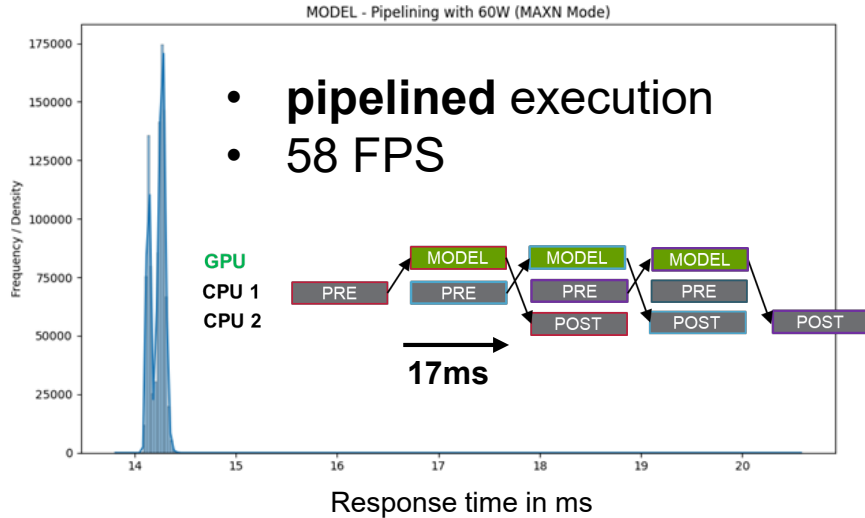 MODEL - Pipelining with 60W (MAXN Mode)
175000
150000
125000
100000
75000
50000
25000
0
Frequency / Density
• pipelined execution
• 58 FPS
GPU
MODEL MODEL MODEL
CPU 1
PRE PRE PRE PRE
CPU 2
POST POST POST
17ms
14 15 16 17 18 19 20
Response time in ms